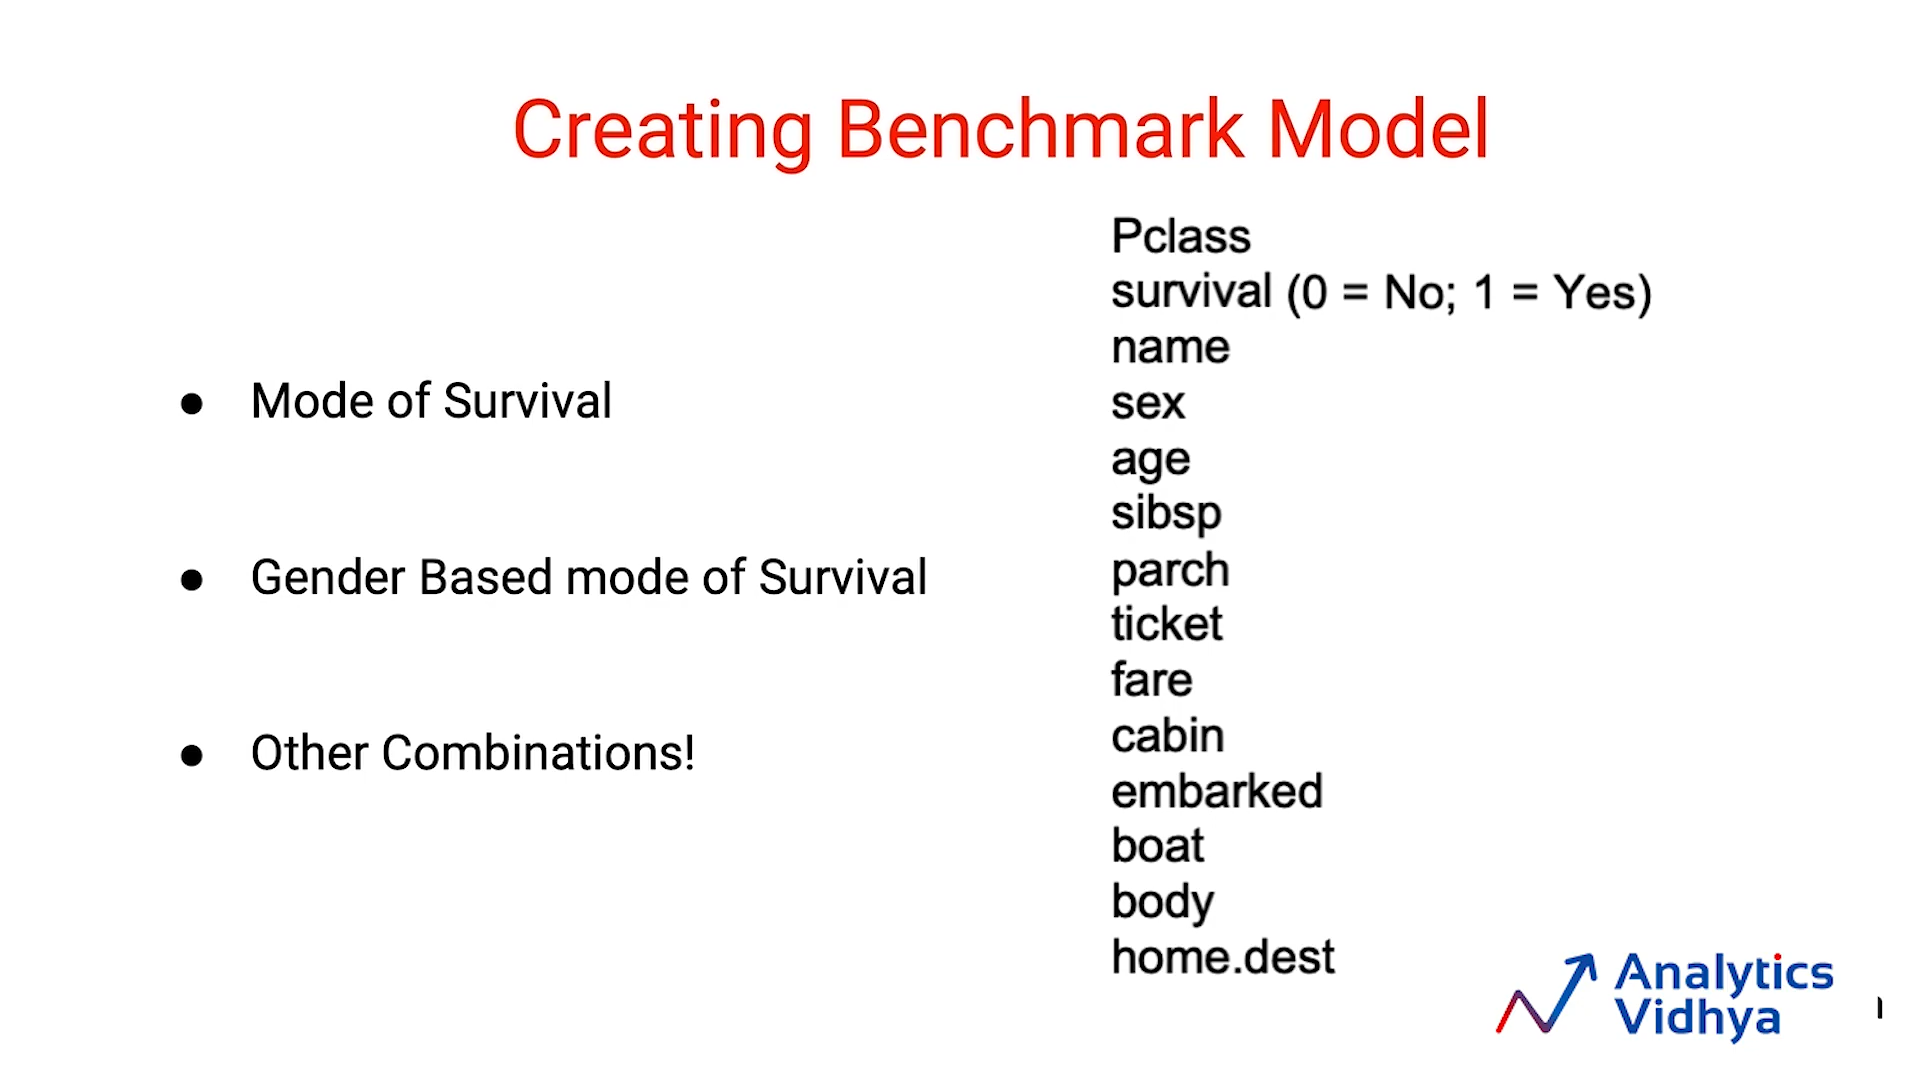 Creating Benchmark Model
● Mode of Survival
● Gender Based mode of Survival
● Other Combinations!
Pclass
survival (0 = No; 1 = Yes)
name
sex
age
sibsp
parch
ticket
fare
cabin
embarked
boat
body
home.dest
Analytics
Vidhya